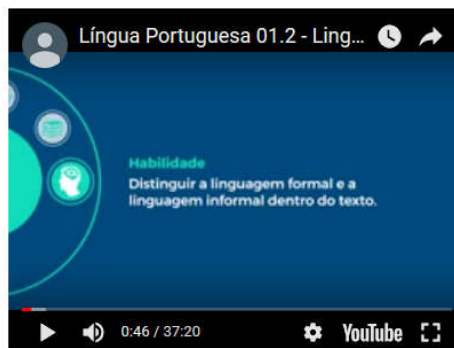 Língua Portuguesa 01.2 - Ling...
Habilidade
Distinguir a linguagem formal e a
linguagem informal dentro do texto.
0:46 / 37:20
YouTube